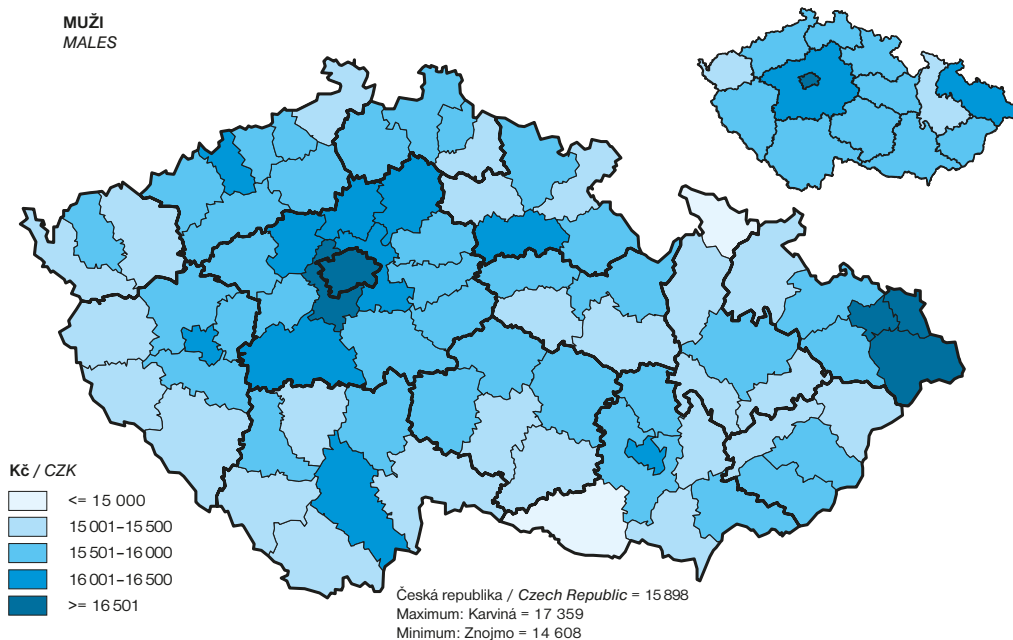 MUŽI
MALES
Kč / CZK
<= 15 000
15 001–15 500
15 501–16 000
16 001–16 500
>= 16 501
Česká republika / Czech Republic = 15 898
Maximum: Karviná = 17 359
Minimum: Znojmo = 14 608